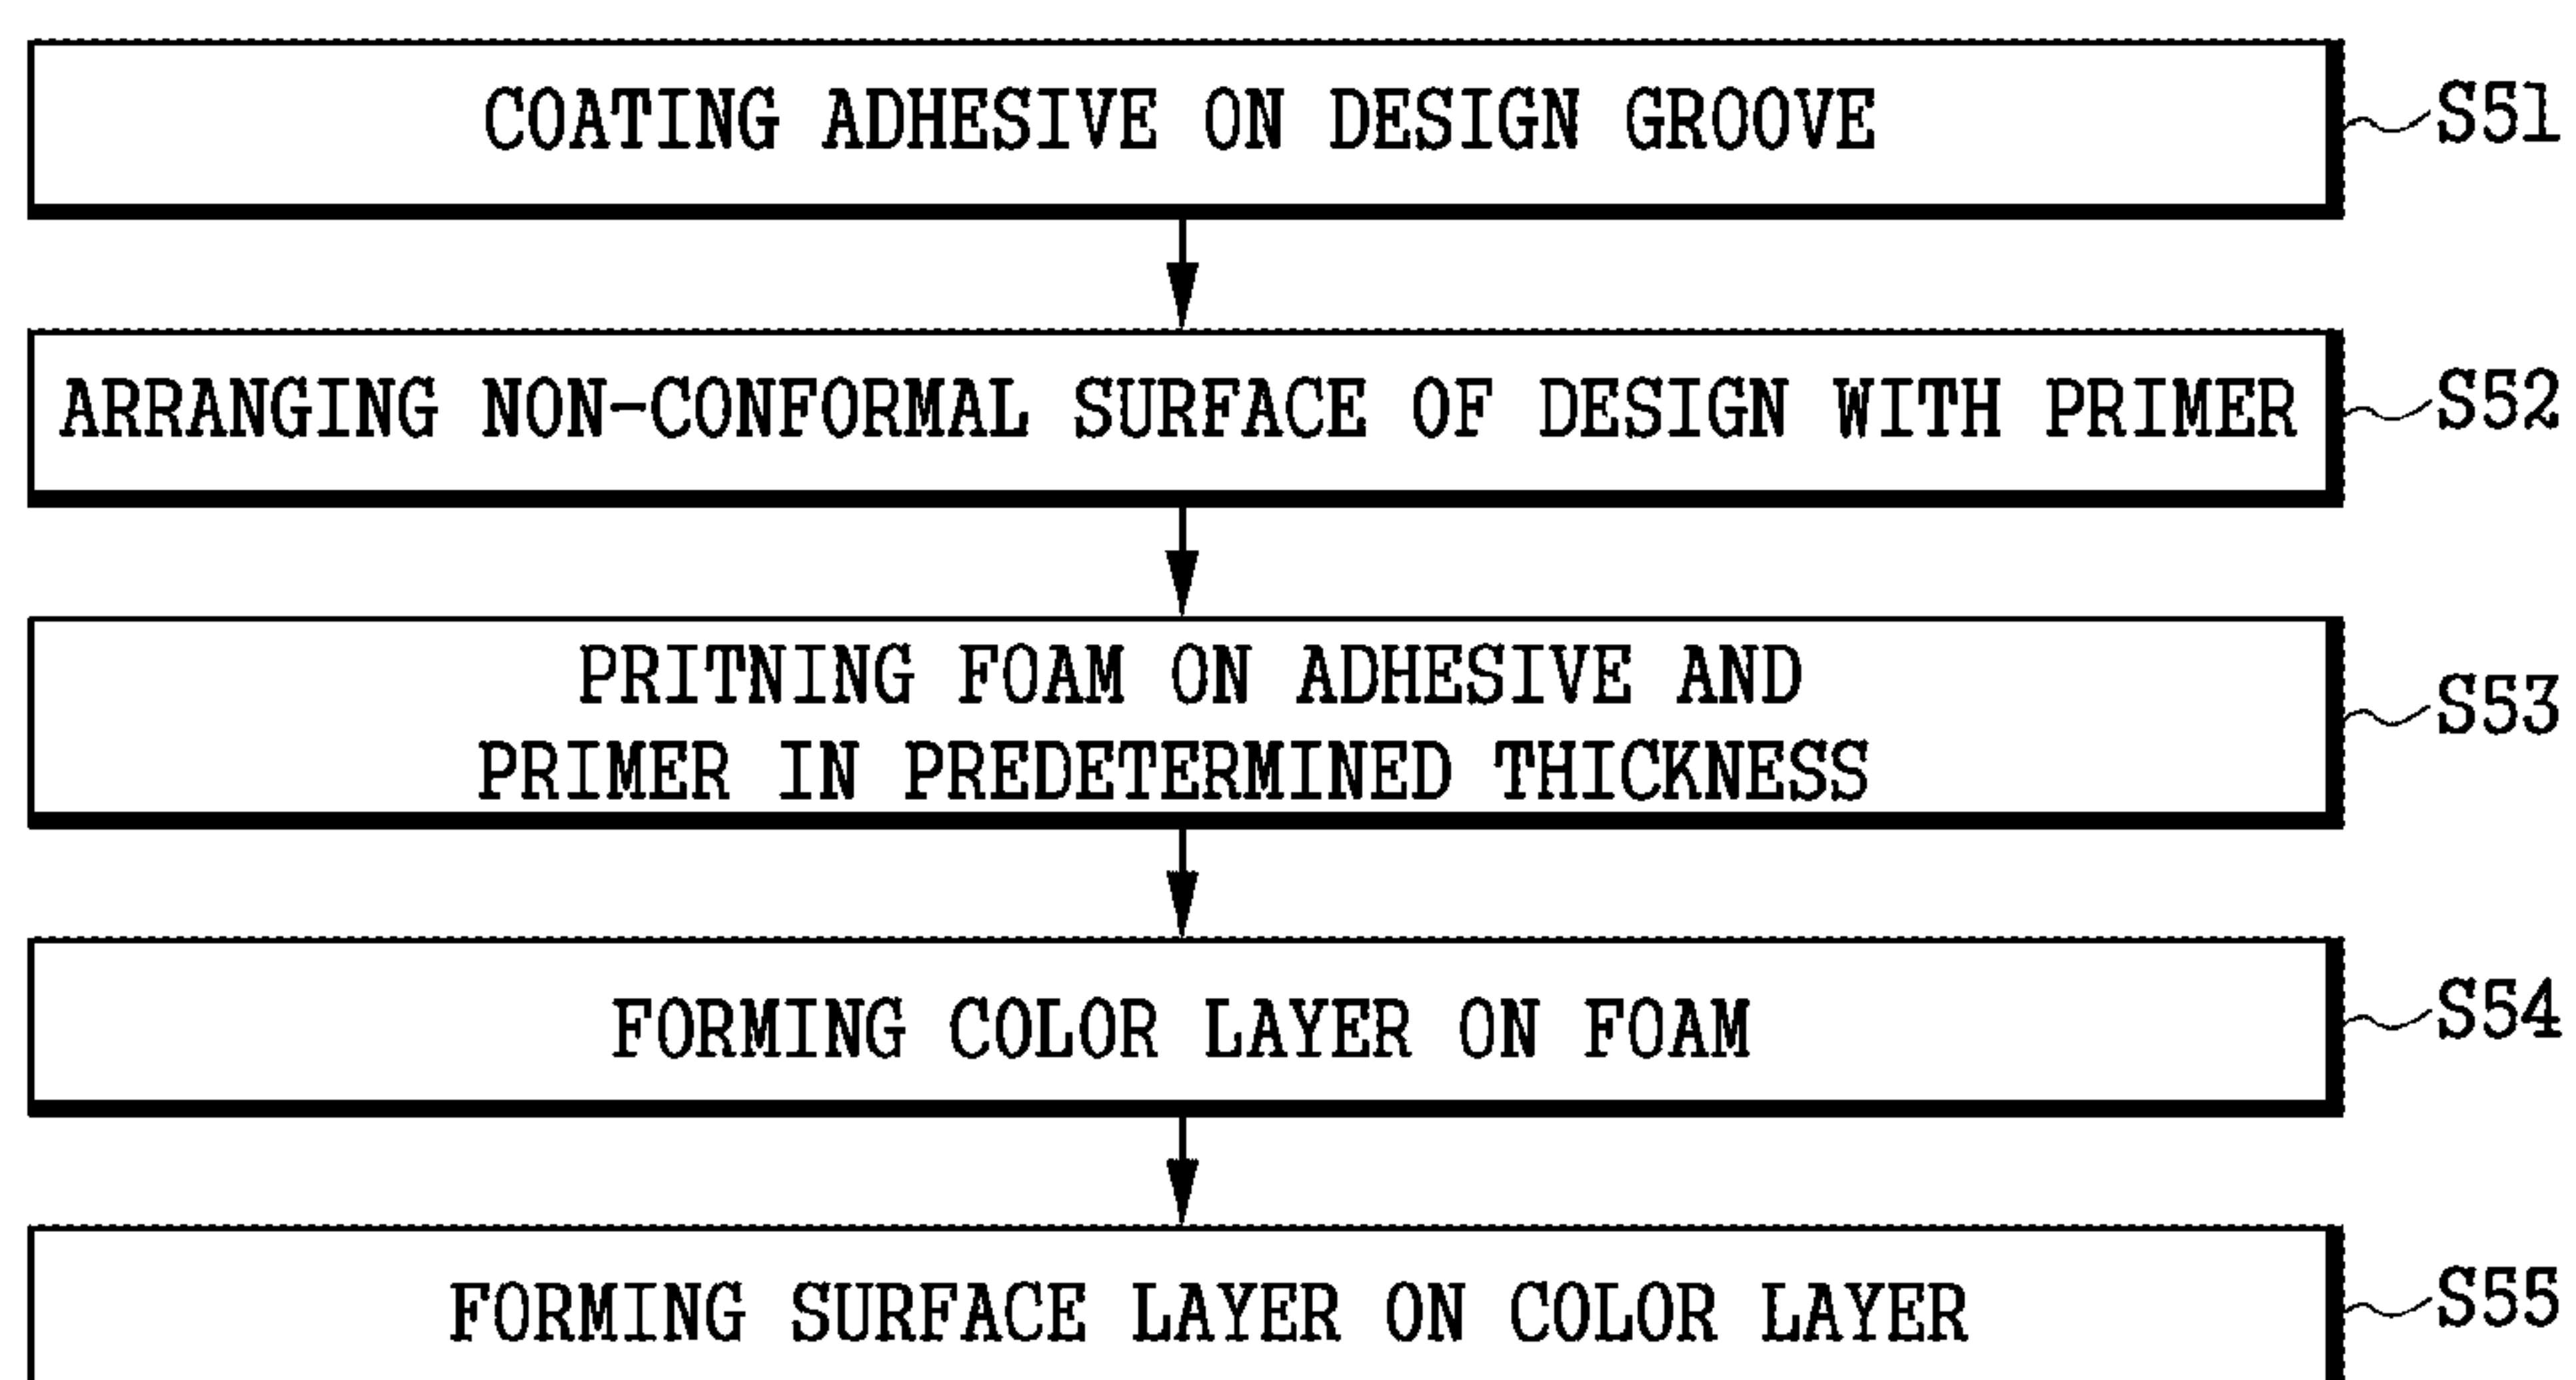 COATING ADHESIVE ON DESIGN GROOVE S51
ARRANGING NON-CONFORMAL SURFACE OF DESIGN WITH PRIMER S52
PRITNING FOAM ON ADHESIVE AND
PRIMER IN PREDETERMINED THICKNESS S53
FORMING COLOR LAYER ON FOAM S54
FORMING SURFACE LAYER ON COLOR LAYER S55